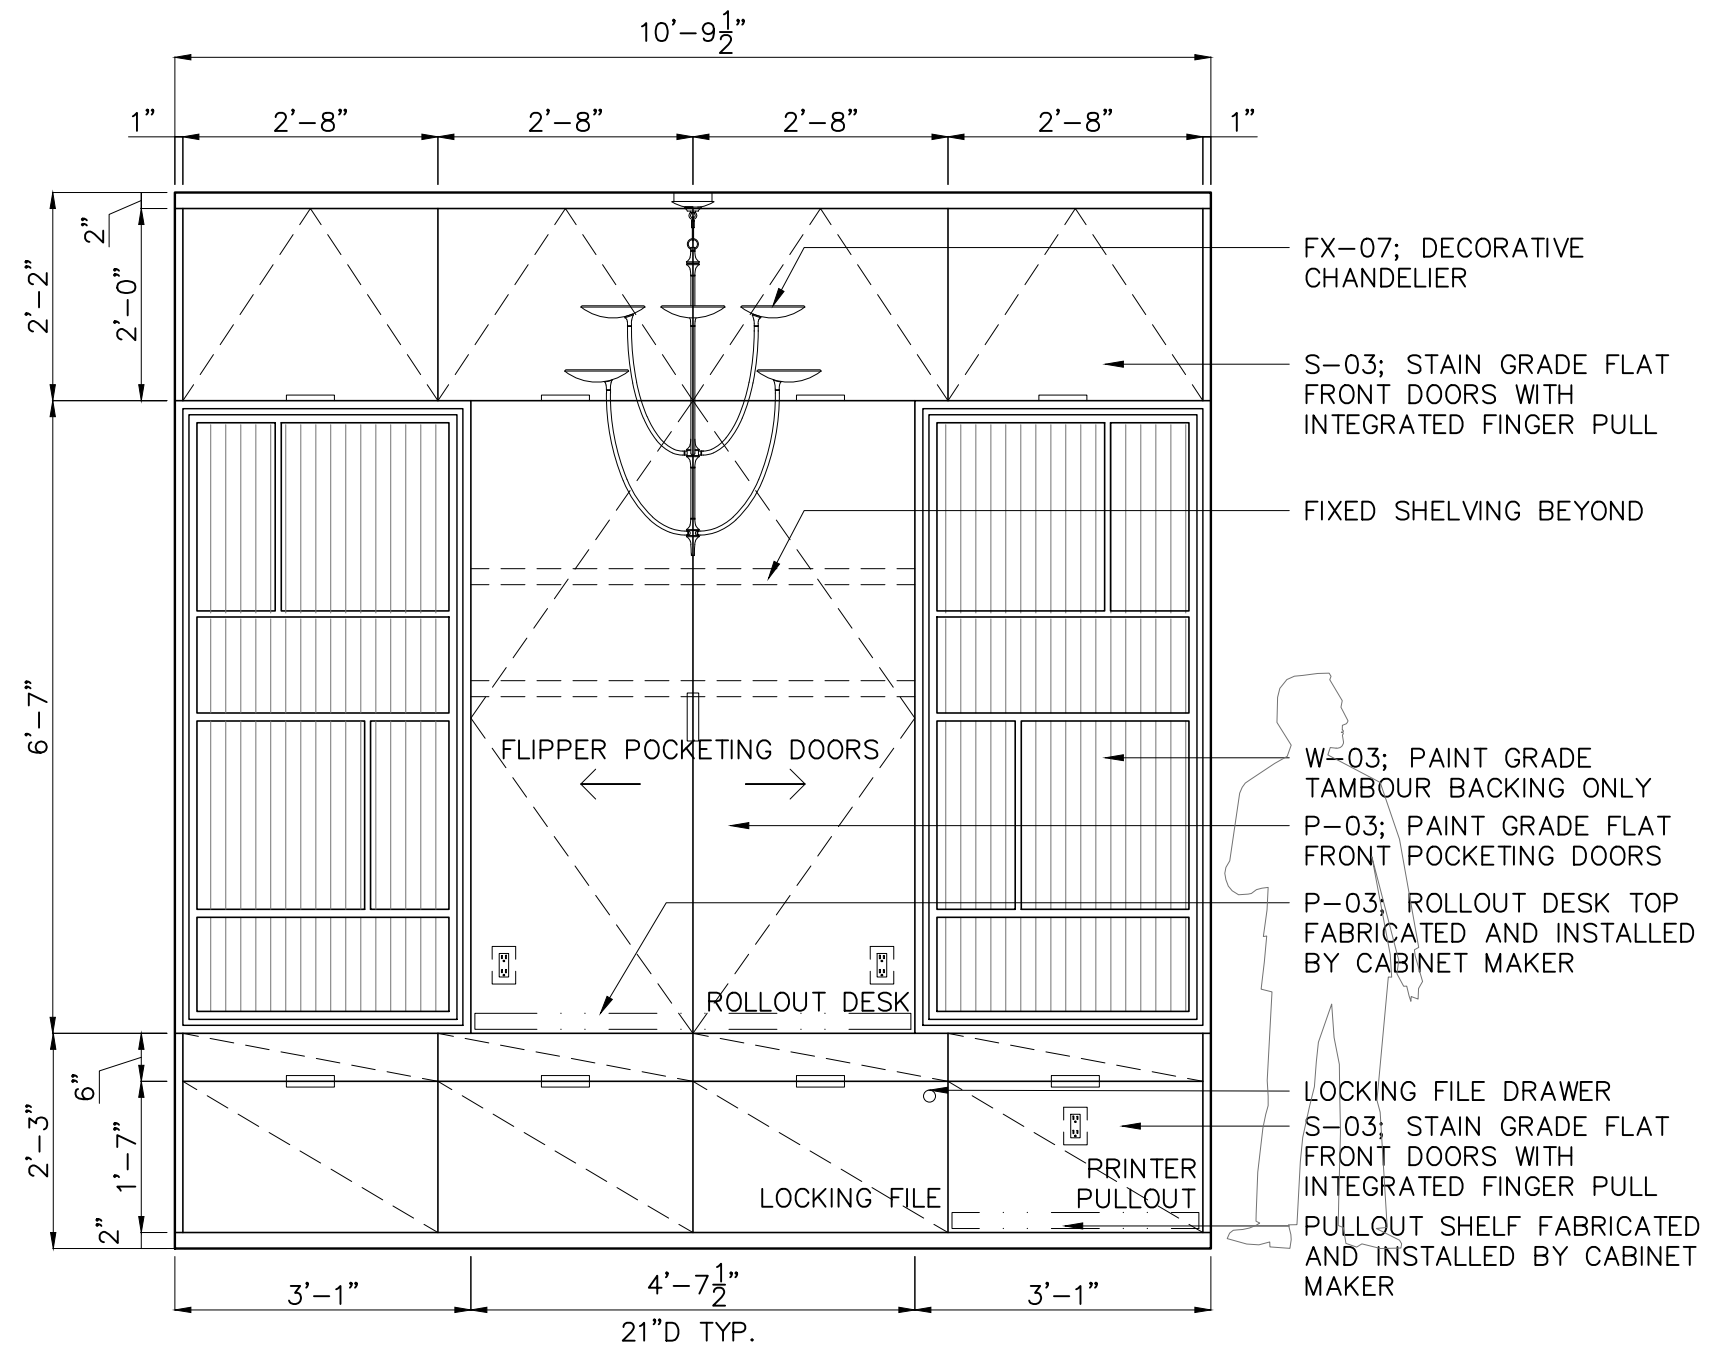 10'-9 1/2"
1" 2'-8" 2'-8" 2'-8" 2'-8" 1"
2"
2'-2"
2'-0"
FX-07; DECORATIVE
CHANDELIER
S-03; STAIN GRADE FLAT
FRONT DOORS WITH
INTEGRATED FINGER PULL
FIXED SHELVING BEYOND
6'-7"
FLIPPER POCKETING DOORS
W-03; PAINT GRADE
TAMBOUR BACKING ONLY
P-03; PAINT GRADE FLAT
FRONT POCKETING DOORS
P-03; ROLLOUT DESK TOP
FABRICATED AND INSTALLED
BY CABINET MAKER
ROLLOUT DESK
6"
2'-3"
1'-7"
2"
LOCKING FILE DRAWER
S-03; STAIN GRADE FLAT
FRONT DOORS WITH
INTEGRATED FINGER PULL
PRINTER
PULLOUT
LOCKING FILE
PULLOUT SHELF FABRICATED
AND INSTALLED BY CABINET
MAKER
3'-1" 4'-7 1/2" 3'-1"
21"D TYP.